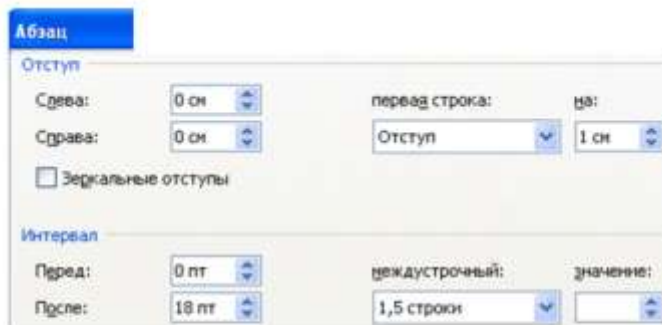 Абзац
Отступ
Слева: 0 см первая строка: на:
Справа: 0 см Отступ 1 см
Зеркальные отступы
Интервал
Перед: 0 пт междустрочный: значение:
После: 18 пт 1,5 строки